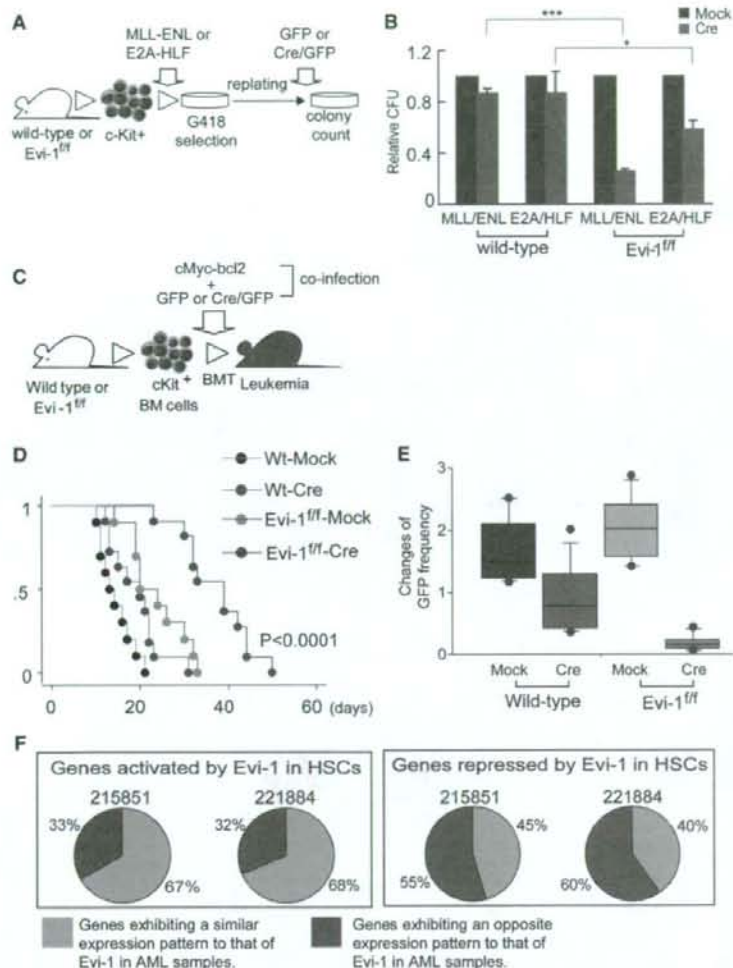 A
MLL-ENL or
E2A-HLF
GFP or
Cre/GFP
replating
wild-type or
Evi-1f/f
c-Kit+
G418
selection
colony
count
B
Mock
Cre
***
*
Relative CFU
1.2
0.8
0.4
0
MLL/ENL E2A/HLF MLL/ENL E2A/HLF
wild-type
Evi-1f/f
C
cMyc-bcl2
+
GFP or Cre/GFP
co-infection
Wild type or
Evi-1f/f
cKit+
BM cells
BMT
Leukemia
D
Wt-Mock
Wt-Cre
Evi-1f/f-Mock
Evi-1f/f-Cre
1
.5
0
P<0.0001
0 20 40 60 (days)
E
Changes of
GFP frequency
3
2
1
0
Mock Cre Mock Cre
Wild-type
Evi-1f/f
F
Genes activated by Evi-1 in HSCs
215851 221884
33% 67% 32% 68%
Genes repressed by Evi-1 in HSCs
215851 221884
45% 55% 40% 60%
Genes exhibiting a similar
expression pattern to that of
Evi-1 in AML samples.
Genes exhibiting an opposite
expression pattern to that of
Evi-1 in AML samples.